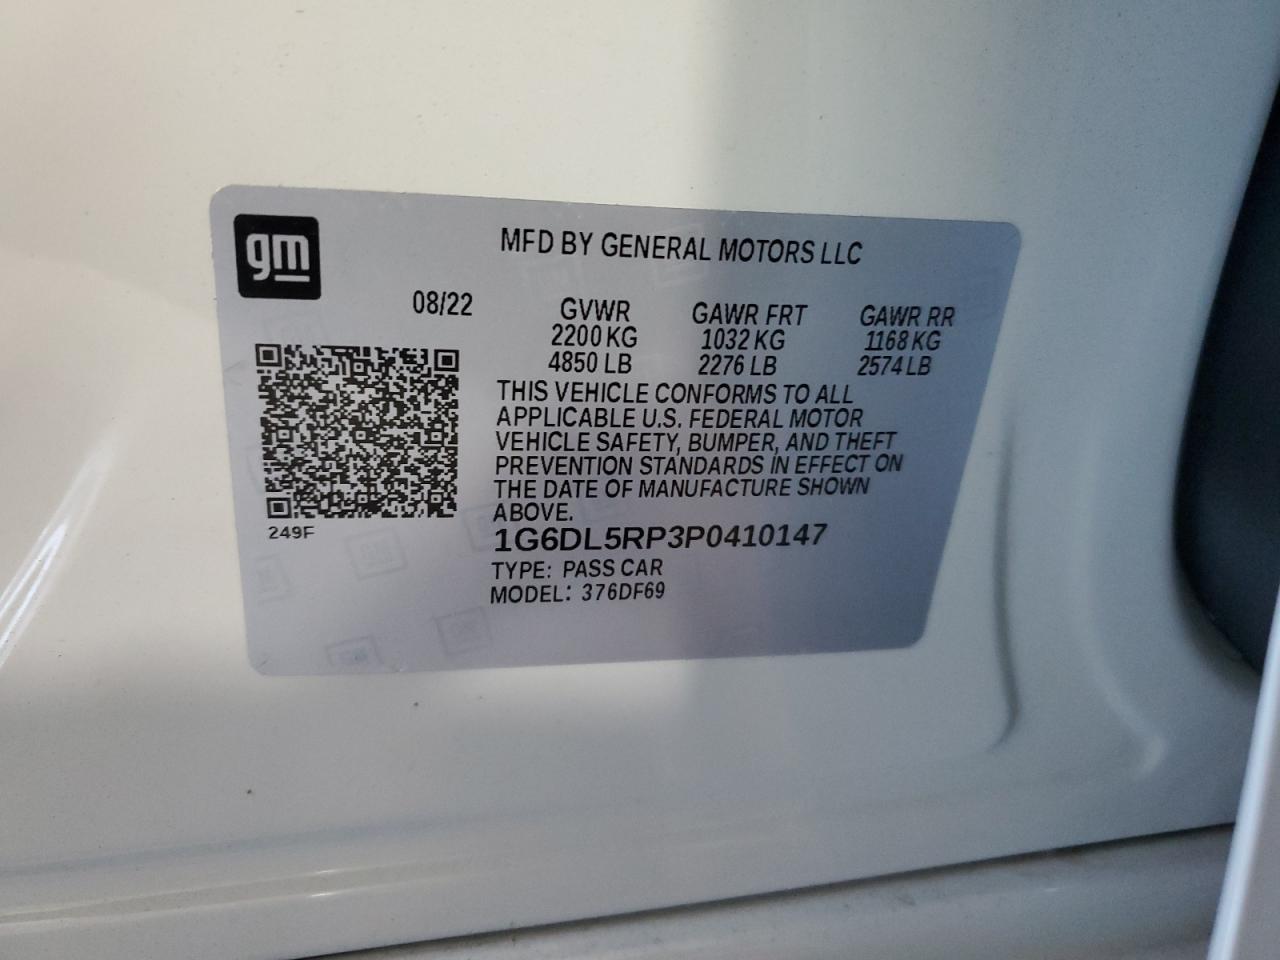 gm
MFD BY GENERAL MOTORS LLC
08/22
GVWR GAWR FRT GAWR RR
2200 KG 1032 KG 1168 KG
4850 LB 2276 LB 2574 LB
THIS VEHICLE CONFORMS TO ALL
APPLICABLE U.S. FEDERAL MOTOR
VEHICLE SAFETY, BUMPER, AND THEFT
PREVENTION STANDARDS IN EFFECT ON
THE DATE OF MANUFACTURE SHOWN
ABOVE.
249F
1G6DL5RP3P0410147
TYPE: PASS CAR
MODEL: 376DF69